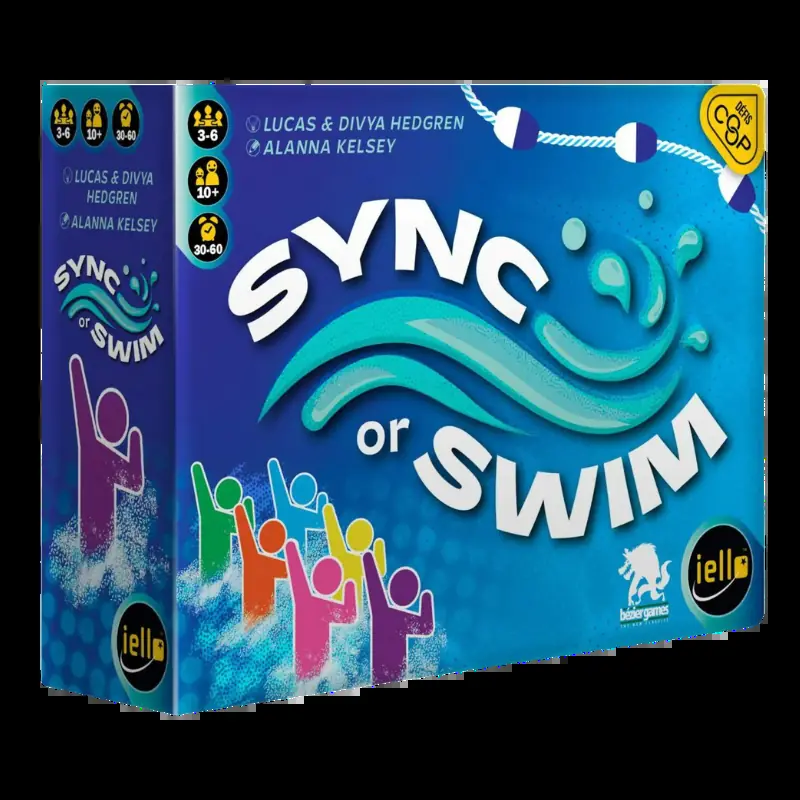 3-6
10+
30-60
LUCAS & DIVYA
HEDGREN
ALANNA KELSEY
SYNC
or
SWIM
iello
3-6
10+
30-60
LUCAS & DIVYA HEDGREN
ALANNA KELSEY
DÉFIS
COOP
SYNC
or
SWIM
bézier games
iello